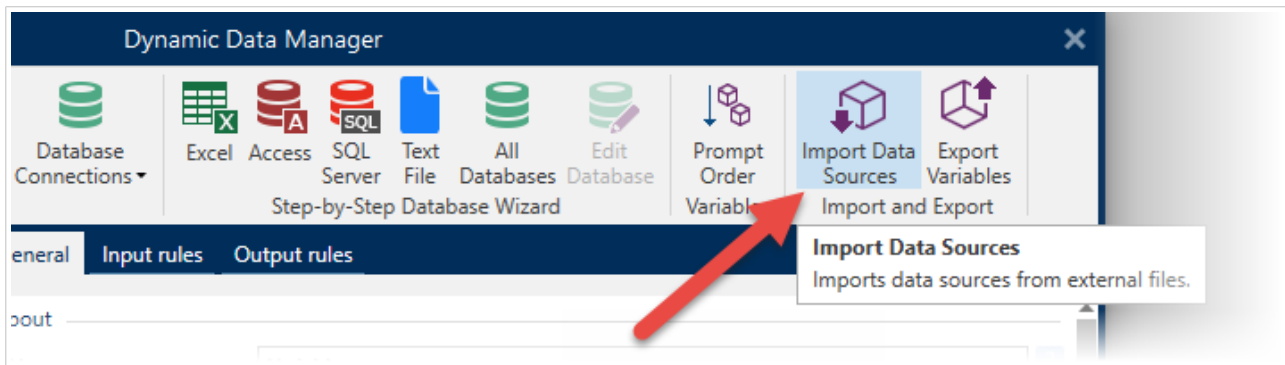 Dynamic Data Manager
Database
Connections
Excel
X
Access
A
SQL
Server
SQL
Text
File
All
Databases
Edit
Database
Prompt
Order
Import Data
Sources
Export
Variables
Step-by-Step Database Wizard
Import and Export
eneral
Input rules
Output rules
Import Data Sources
Imports data sources from external files.